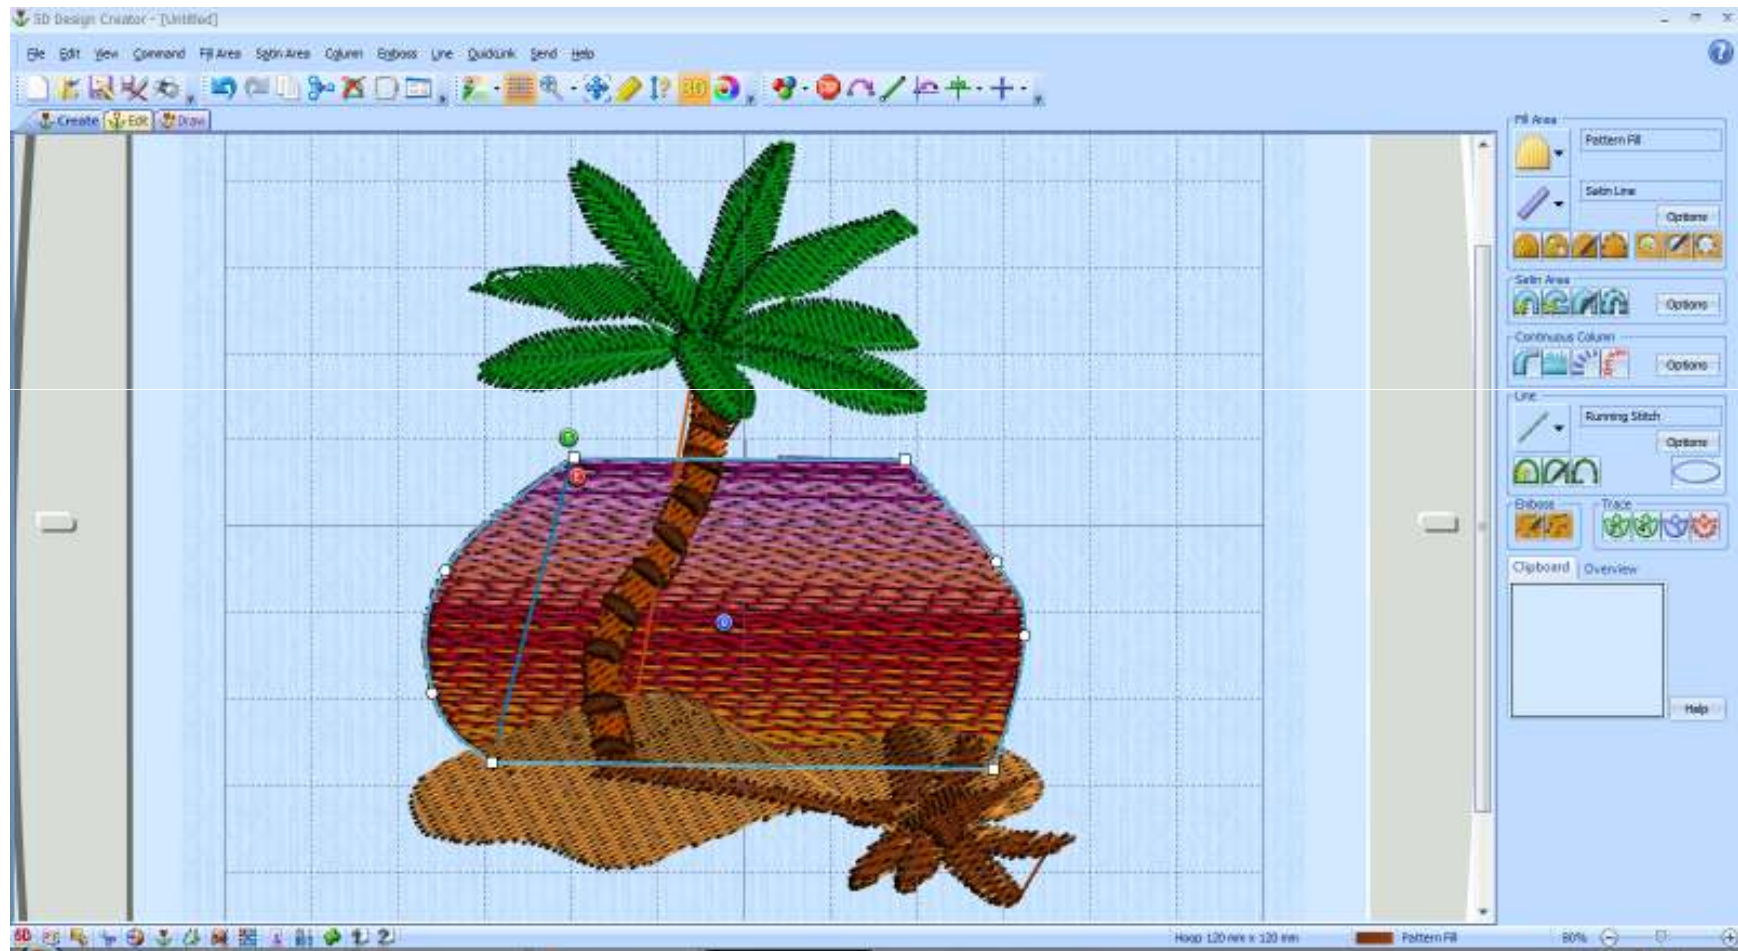 5D Design Creator - [Untitled]
File Edit View Command Fill Area Satin Area Column Emboss Line QuickLink Send Help
3D
Create Edit Draw
Fill Area
Pattern Fill
Satin Line
Options
Satin Area
Options
Continuous Column
Options
Line
Running Stitch
Options
Emboss Trace
Clipboard Overview
Help
5D
Hoop 120 mm x 120 mm Pattern Fill 80%